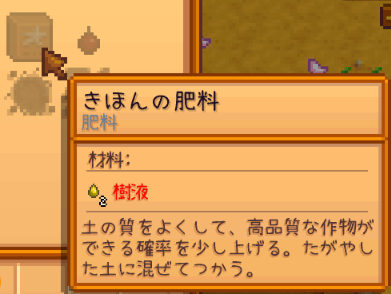 きほんの肥料
肥料
材料:
2 樹液
土の質をよくして、高品質な作物が
できる確率を少し上げる。たがやし
た土に混ぜてつかう。